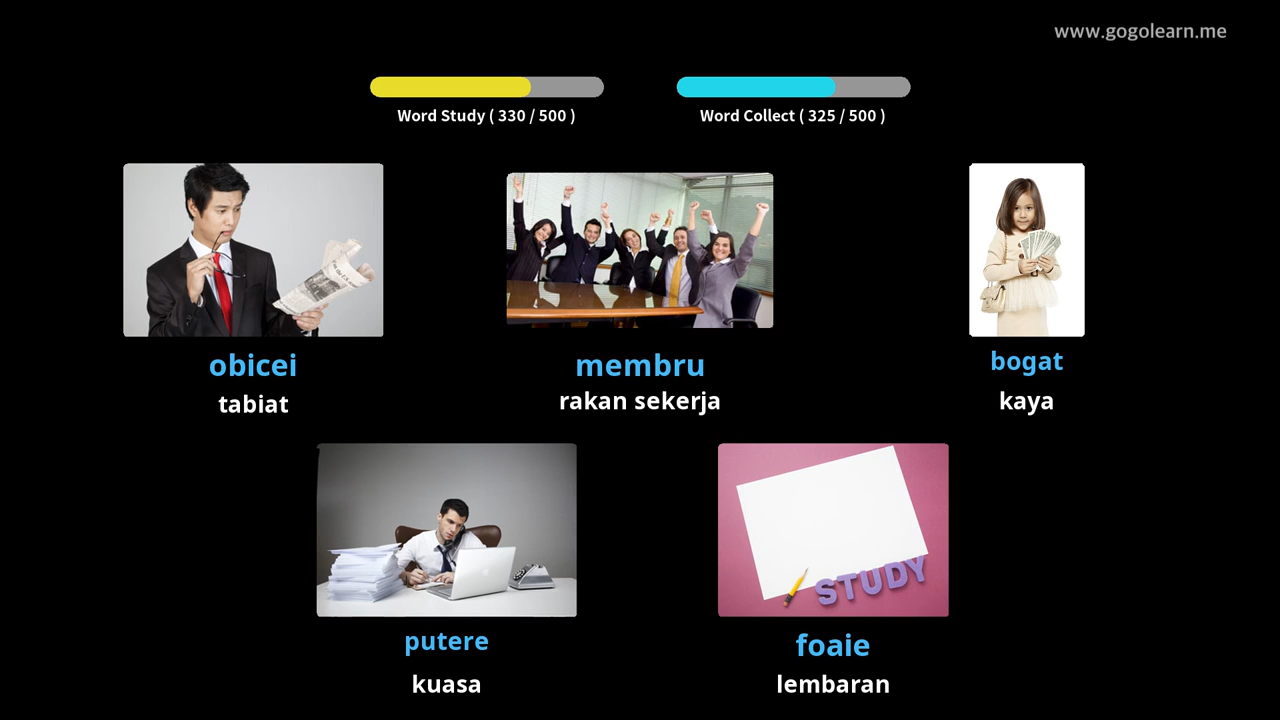 www.gogolearn.me
Word Study ( 330 / 500 )
Word Collect ( 325 / 500 )
obicei
tabiat
membru
rakan sekerja
bogat
kaya
STUDY
putere
kuasa
foaie
lembaran